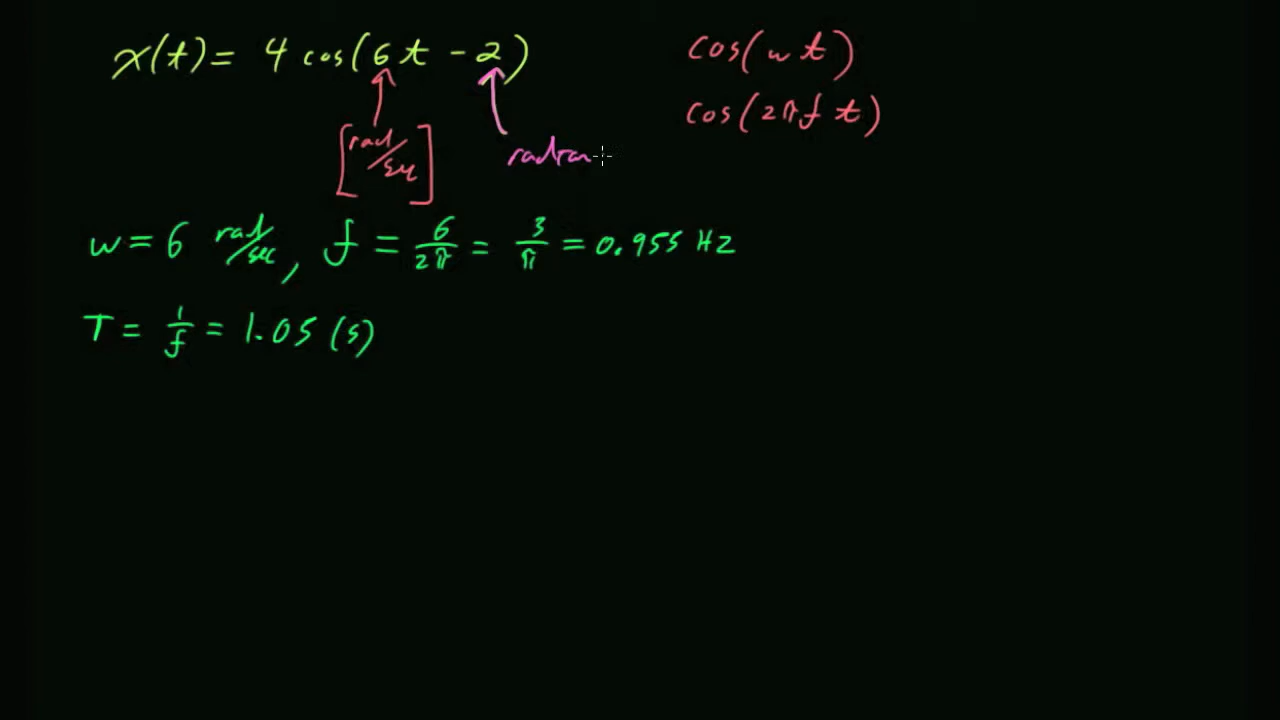 x(t) = 4 cos(6t - 2)
cos(ωt)
cos(2πf t)
[rad/sec]
radian
ω = 6 rad/sec, f = 6/2π = 3/π = 0.955 Hz
T = 1/f = 1.05 (s)